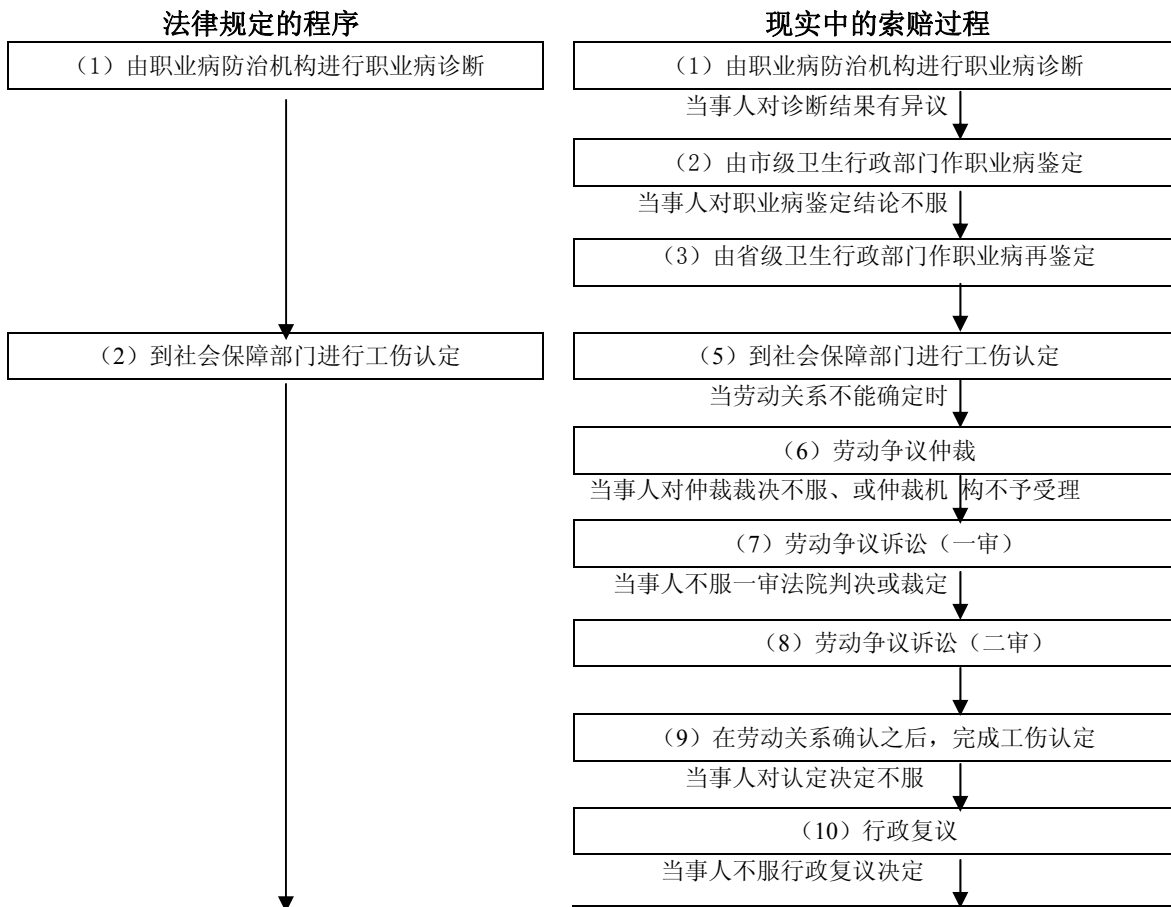 法律规定的程序
现实中的索赔过程
（1）由职业病防治机构进行职业病诊断
（1）由职业病防治机构进行职业病诊断
当事人对诊断结果有异议
（2）由市级卫生行政部门作职业病鉴定
当事人对职业病鉴定结论不服
（3）由省级卫生行政部门作职业病再鉴定
（2）到社会保障部门进行工伤认定
（5）到社会保障部门进行工伤认定
当劳动关系不能确定时
（6）劳动争议仲裁
当事人对仲裁裁决不服、或仲裁机 构不予受理
（7）劳动争议诉讼（一审）
当事人不服一审法院判决或裁定
（8）劳动争议诉讼（二审）
（9）在劳动关系确认之后，完成工伤认定
当事人对认定决定不服
（10）行政复议
当事人不服行政复议决定